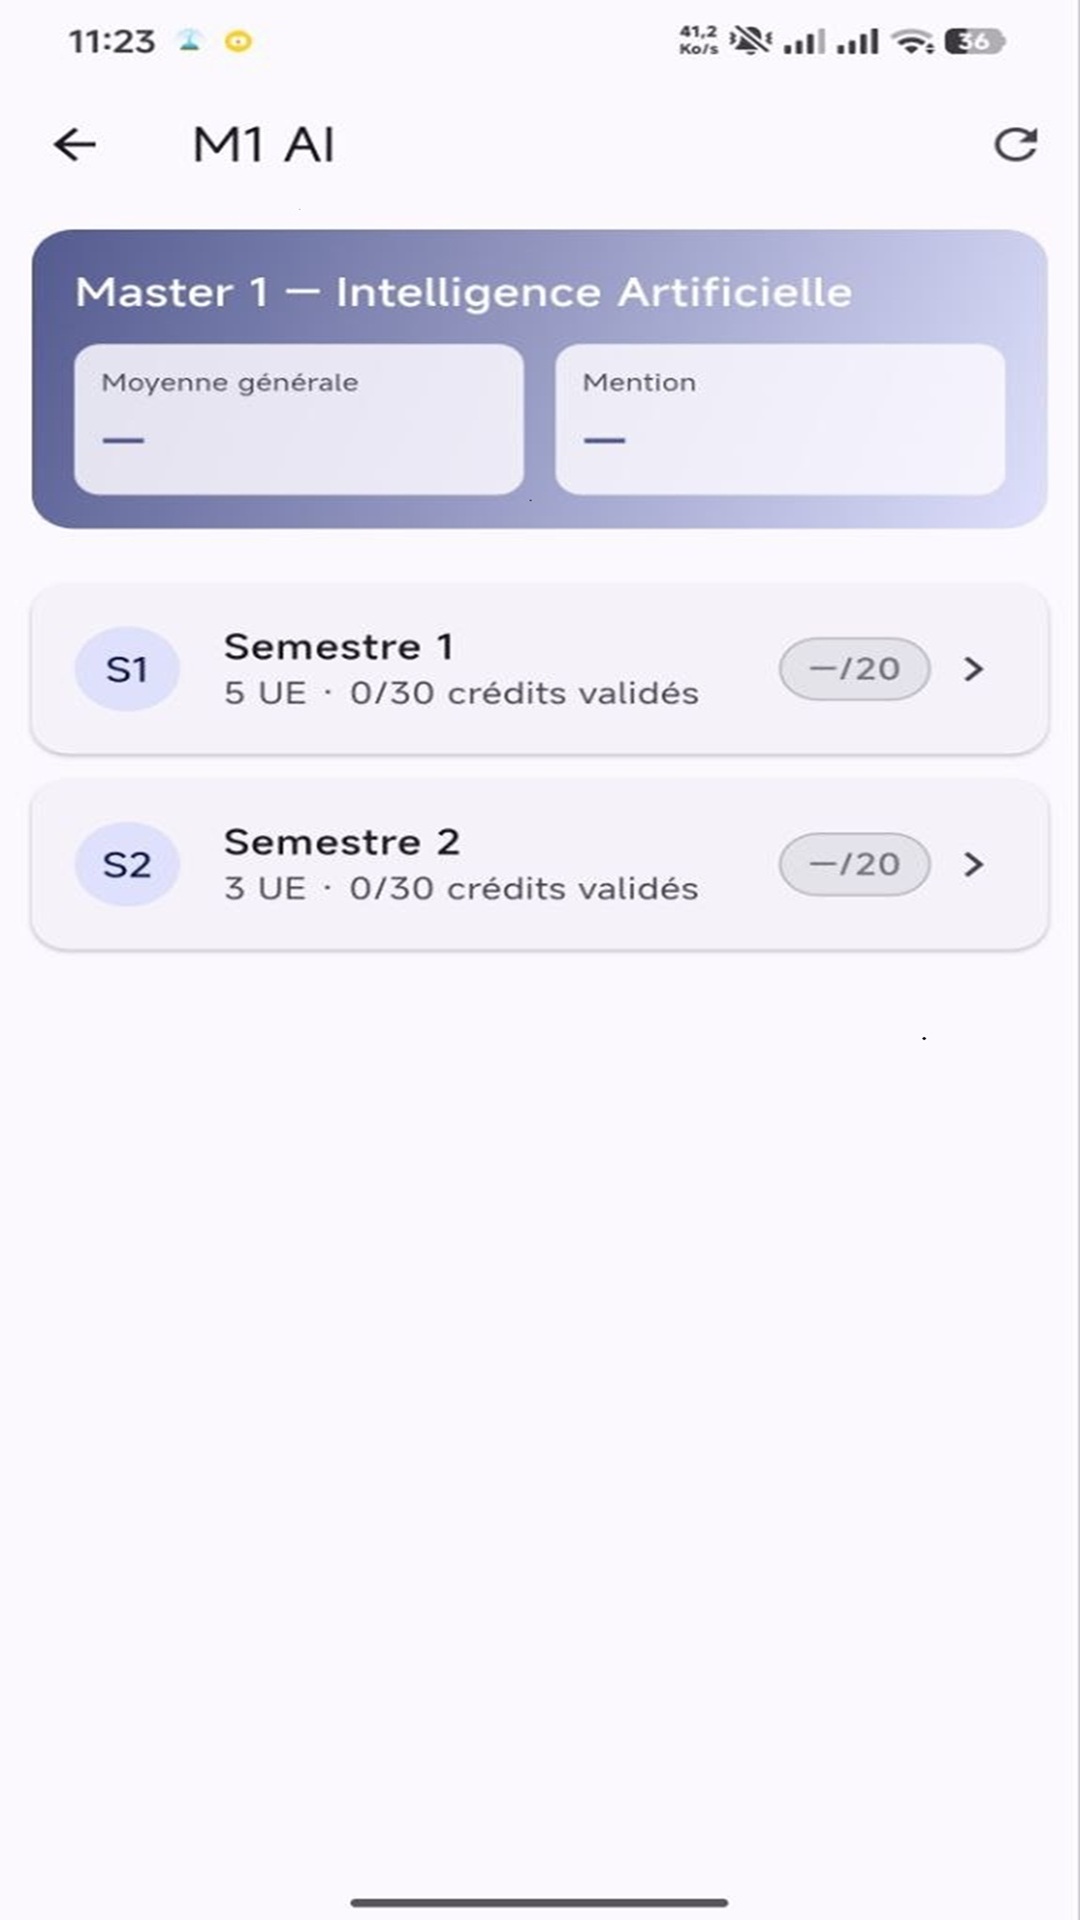 11:23
41,2
Ko/s
36
M1 AI
Master 1 — Intelligence Artificielle
Moyenne générale
—
Mention
—
S1
Semestre 1
5 UE · 0/30 crédits validés
—/20
S2
Semestre 2
3 UE · 0/30 crédits validés
—/20